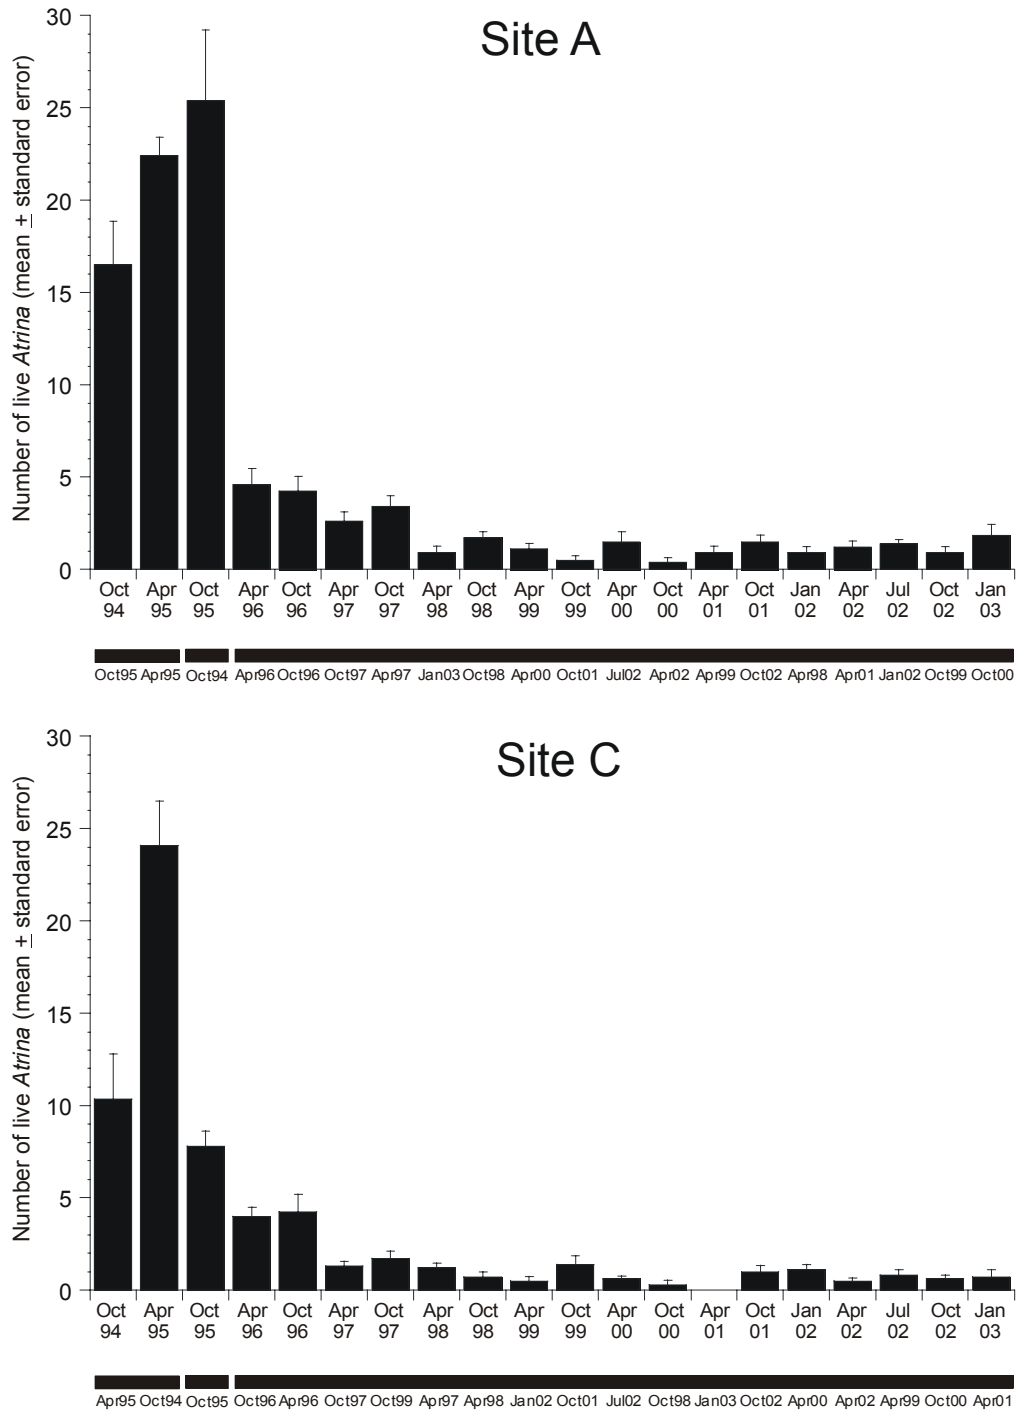 Site A
Number of live Atrina (mean ± standard error)
30
25
20
15
10
5
0
Oct Apr Oct Apr Oct Apr Oct Apr Oct Apr Oct Apr Oct Apr Oct Jan Apr Jul Oct Jan
94 95 95 96 96 97 97 98 98 99 99 00 00 01 01 02 02 02 02 03
Oct95 Apr95 Oct94 Apr96 Oct96 Oct97 Apr97 Jan03 Oct98 Apr00 Oct01 Jul02 Apr02 Apr99 Oct02 Apr98 Apr01 Jan02 Oct99 Oct00
Site C
Number of live Atrina (mean ± standard error)
30
25
20
15
10
5
0
Oct Apr Oct Apr Oct Apr Oct Apr Oct Apr Oct Apr Oct Apr Oct Jan Apr Jul Oct Jan
94 95 95 96 96 97 97 98 98 99 99 00 00 01 01 02 02 02 02 03
Apr95 Oct94 Oct95 Oct96 Apr96 Oct97 Oct99 Apr97 Apr98 Jan02 Oct01 Jul02 Oct98 Jan03 Oct02 Apr00 Apr02 Apr99 Oct00 Apr01